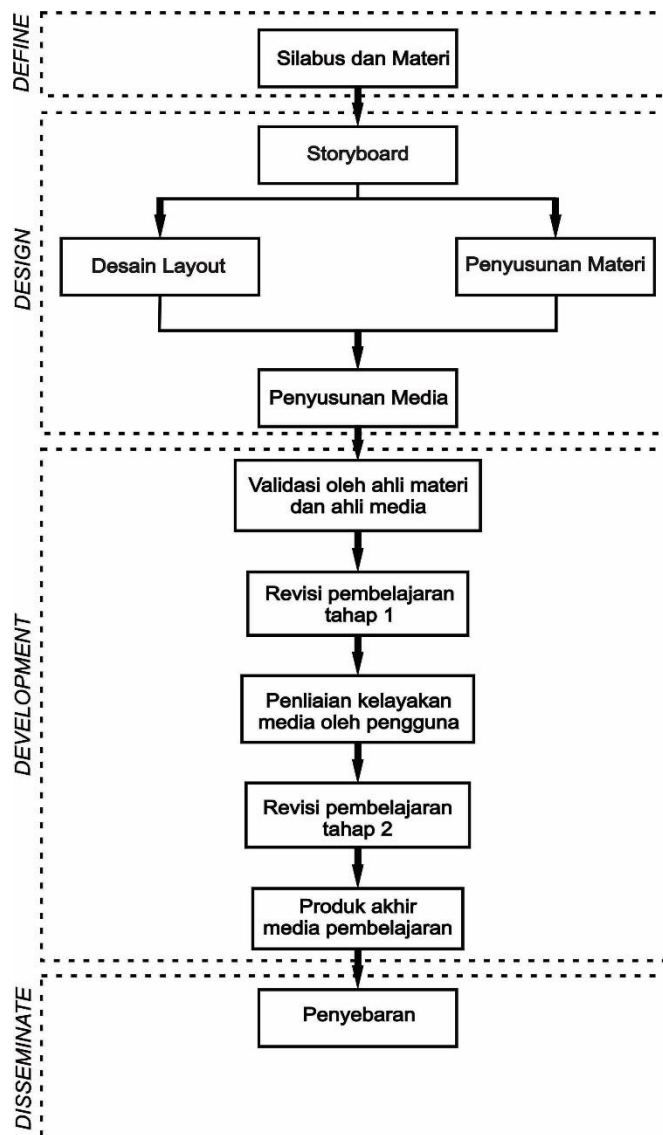 DEFINE
Silabus dan Materi
DESIGN
Storyboard
Desain Layout
Penyusunan Materi
Penyusunan Media
DEVELOPMENT
Validasi oleh ahli materi
dan ahli media
Revisi pembelajaran
tahap 1
Penliaian kelayakan
media oleh pengguna
Revisi pembelajaran
tahap 2
Produk akhir
media pembelajaran
DISSEMINATE
Penyebaran